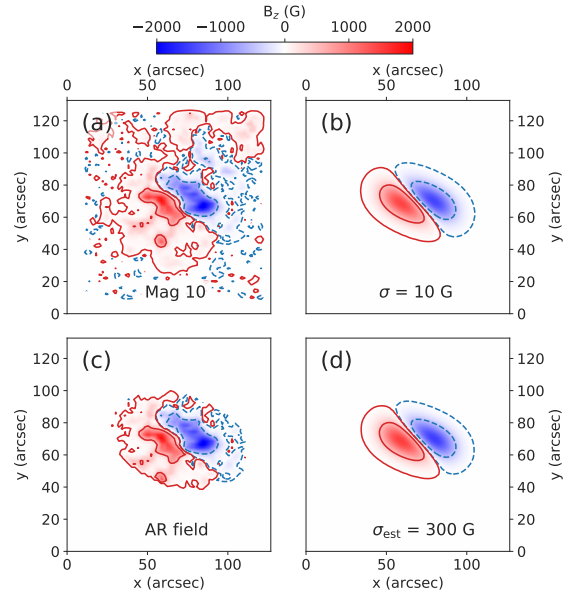 B_z (G)
−2000 −1000 0 1000 2000
x (arcsec) x (arcsec)
0 50 100 0 50 100
(a) (b)
120
100
80
60
40
20
0
y (arcsec)
120
100
80
60
40
20
0
y (arcsec)
Mag 10 σ = 10 G
(c) (d)
120
100
80
60
40
20
0
y (arcsec)
120
100
80
60
40
20
0
y (arcsec)
AR field σ_est = 300 G
0 50 100 0 50 100
x (arcsec) x (arcsec)